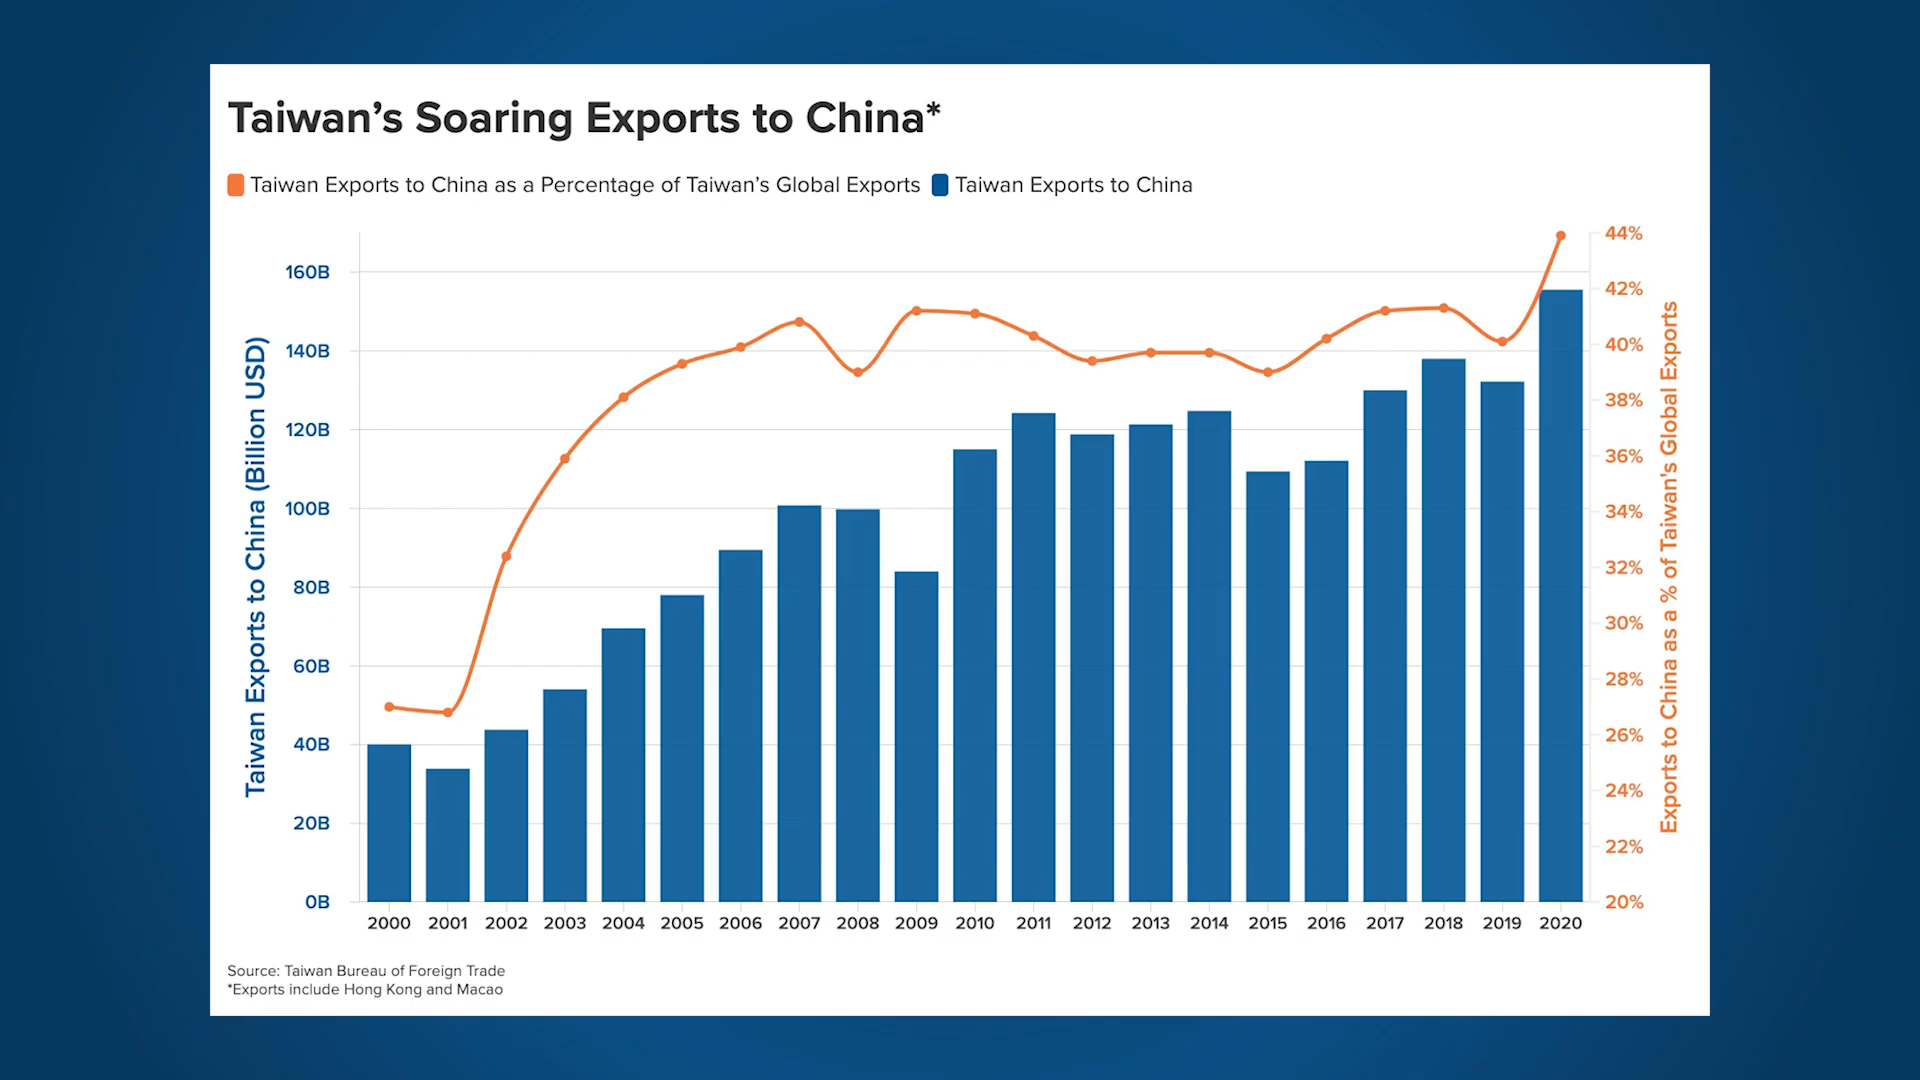 Taiwan’s Soaring Exports to China*
Taiwan Exports to China as a Percentage of Taiwan’s Global Exports
Taiwan Exports to China
Taiwan Exports to China (Billion USD)
160B
140B
120B
100B
80B
60B
40B
20B
0B
44%
42%
40%
38%
36%
34%
32%
30%
28%
26%
24%
22%
20%
Exports to China as a % of Taiwan's Global Exports
2000 2001 2002 2003 2004 2005 2006 2007 2008 2009 2010 2011 2012 2013 2014 2015 2016 2017 2018 2019 2020
Source: Taiwan Bureau of Foreign Trade
*Exports include Hong Kong and Macao